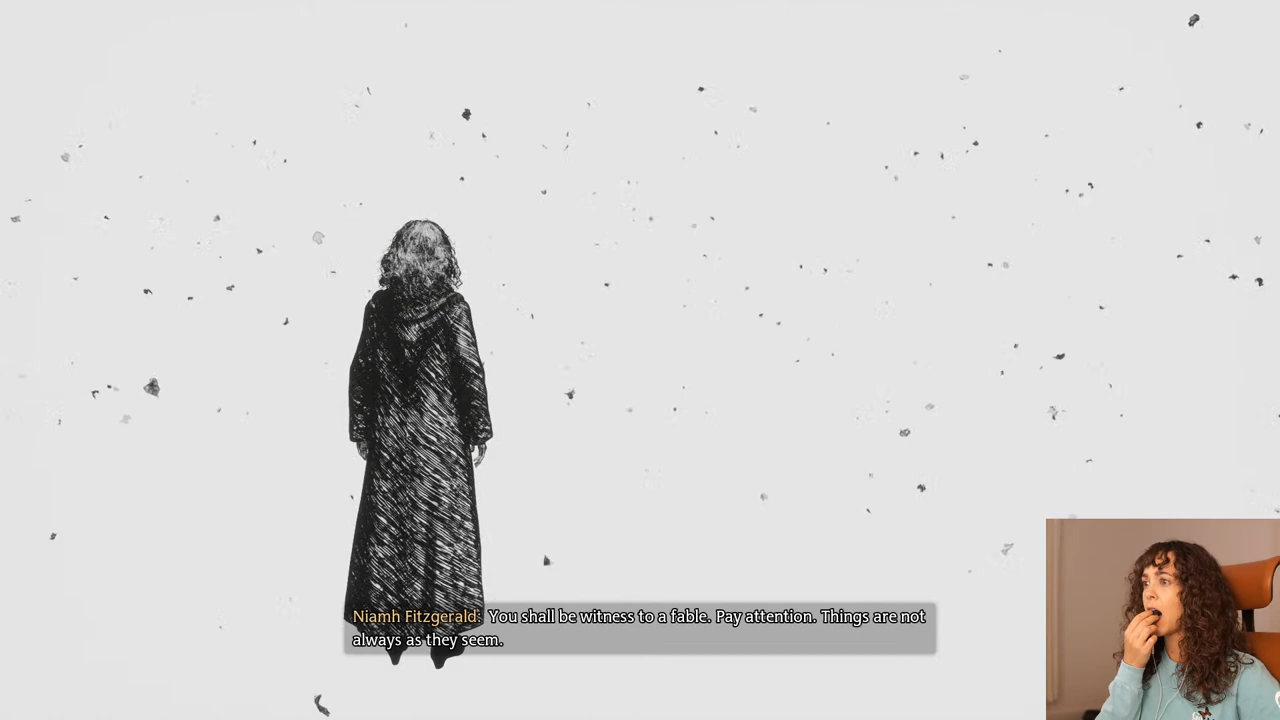 Niamh Fitzgerald: You shall be witness to a fable. Pay attention. Things are not
always as they seem.